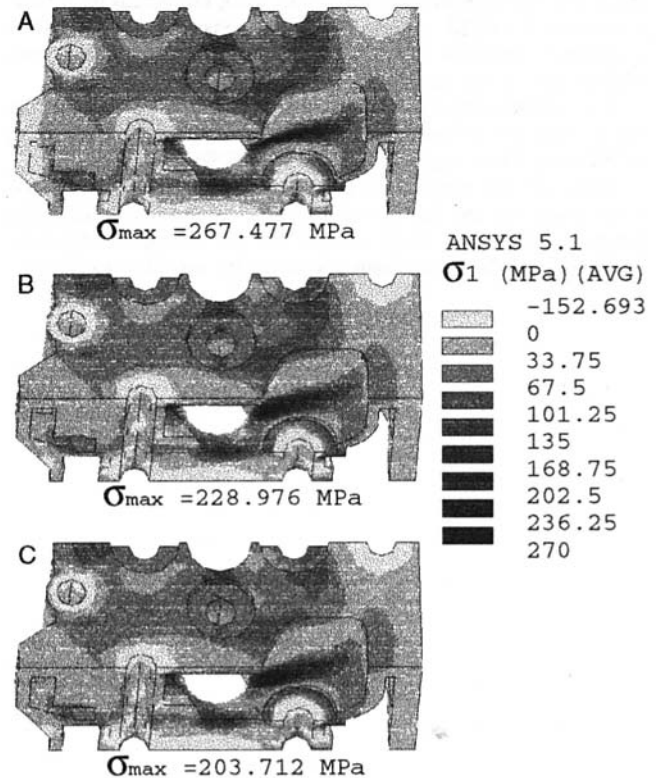 A
σmax =267.477 MPa
B
σmax =228.976 MPa
C
σmax =203.712 MPa
ANSYS 5.1
σ1 (MPa)(AVG)
-152.693
0
33.75
67.5
101.25
135
168.75
202.5
236.25
270